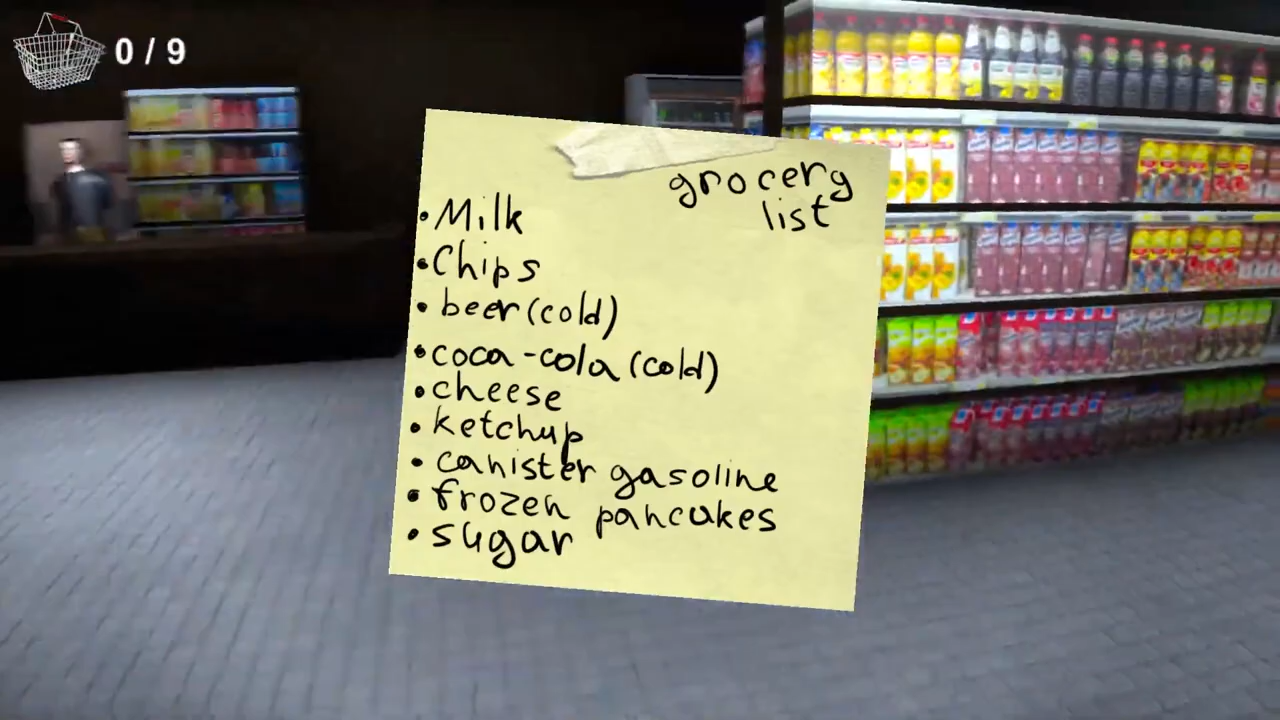 0 / 9
grocery
list
•Milk
•Chips
•beer(cold)
•coca-cola(cold)
•cheese
•ketchup
•canister gasoline
•frozen pancakes
•sugar